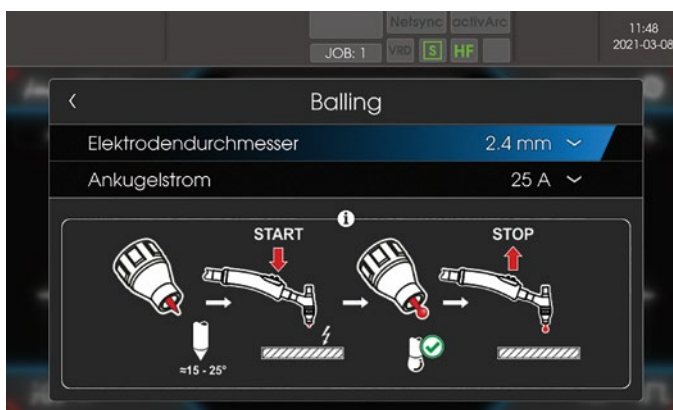 Netsync activArc
JOB: 1 VRD S HF
11:48
2021-03-08
Balling
Elektrodendurchmesser 2.4 mm
Ankugelstrom 25 A
START
STOP
≈15 - 25°